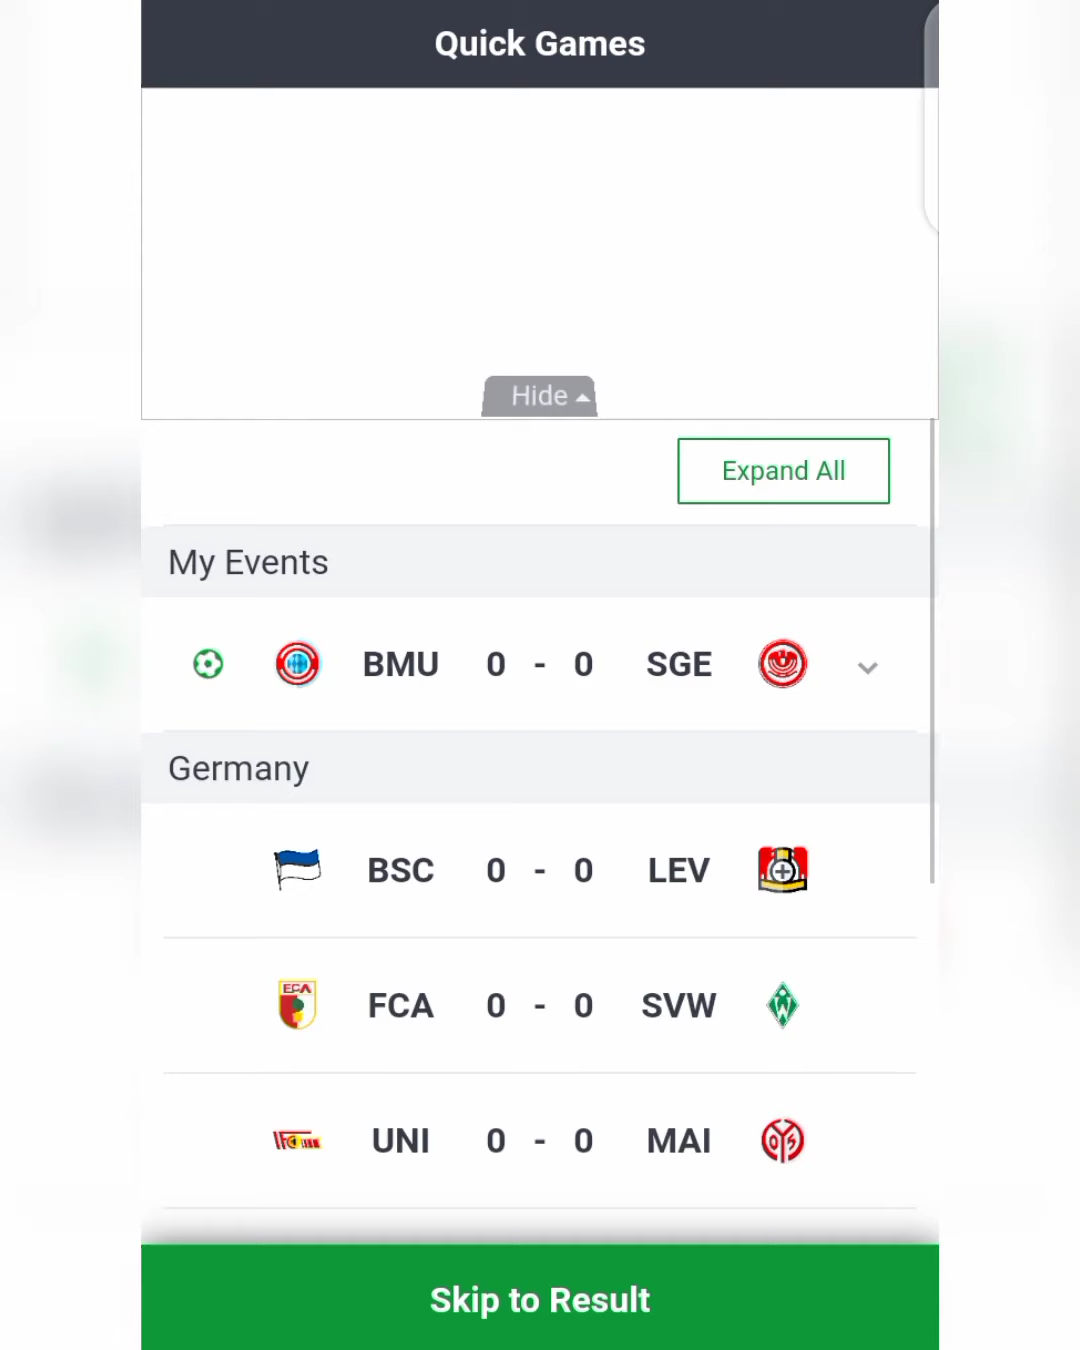 Quick Games
Hide
Expand All
My Events
BMU 0 - 0 SGE
Germany
BSC 0 - 0 LEV
FCA
FCA 0 - 0 SVW
UNI 0 - 0 MAI
Skip to Result